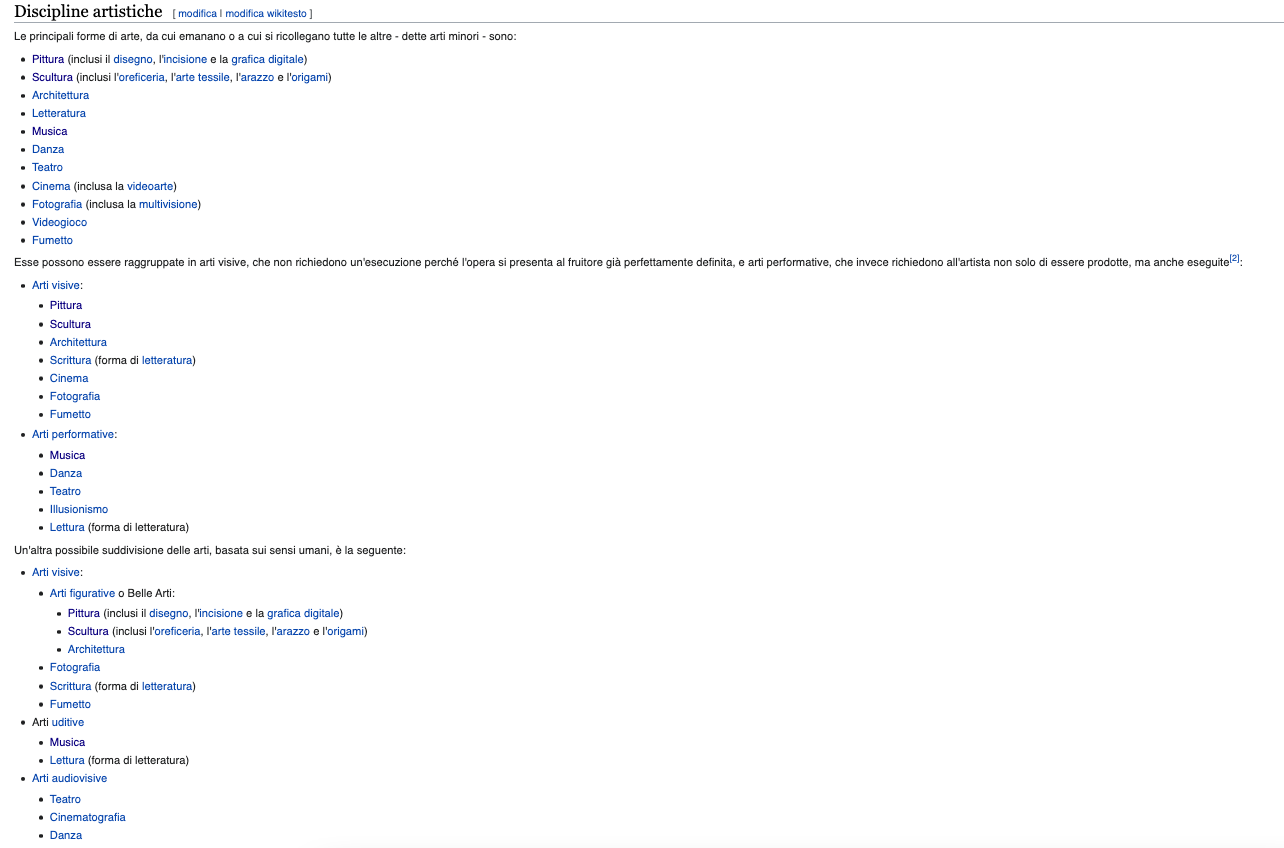 Discipline artistiche [ modifica | modifica wikitesto ]
Le principali forme di arte, da cui emanano o a cui si ricollegano tutte le altre - dette arti minori - sono:
• Pittura (inclusi il disegno, l'incisione e la grafica digitale)
• Scultura (inclusi l'oreficeria, l'arte tessile, l'arazzo e l'origami)
• Architettura
• Letteratura
• Musica
• Danza
• Teatro
• Cinema (inclusa la videoarte)
• Fotografia (inclusa la multivisione)
• Videogioco
• Fumetto
Esse possono essere raggruppate in arti visive, che non richiedono un'esecuzione perché l'opera si presenta al fruitore già perfettamente definita, e arti performative, che invece richiedono all'artista non solo di essere prodotte, ma anche eseguite[2]:
• Arti visive:
• Pittura
• Scultura
• Architettura
• Scrittura (forma di letteratura)
• Cinema
• Fotografia
• Fumetto
• Arti performative:
• Musica
• Danza
• Teatro
• Illusionismo
• Lettura (forma di letteratura)
Un'altra possibile suddivisione delle arti, basata sui sensi umani, è la seguente:
• Arti visive:
• Arti figurative o Belle Arti:
• Pittura (inclusi il disegno, l'incisione e la grafica digitale)
• Scultura (inclusi l'oreficeria, l'arte tessile, l'arazzo e l'origami)
• Architettura
• Fotografia
• Scrittura (forma di letteratura)
• Fumetto
• Arti uditive
• Musica
• Lettura (forma di letteratura)
• Arti audiovisive
• Teatro
• Cinematografia
• Danza